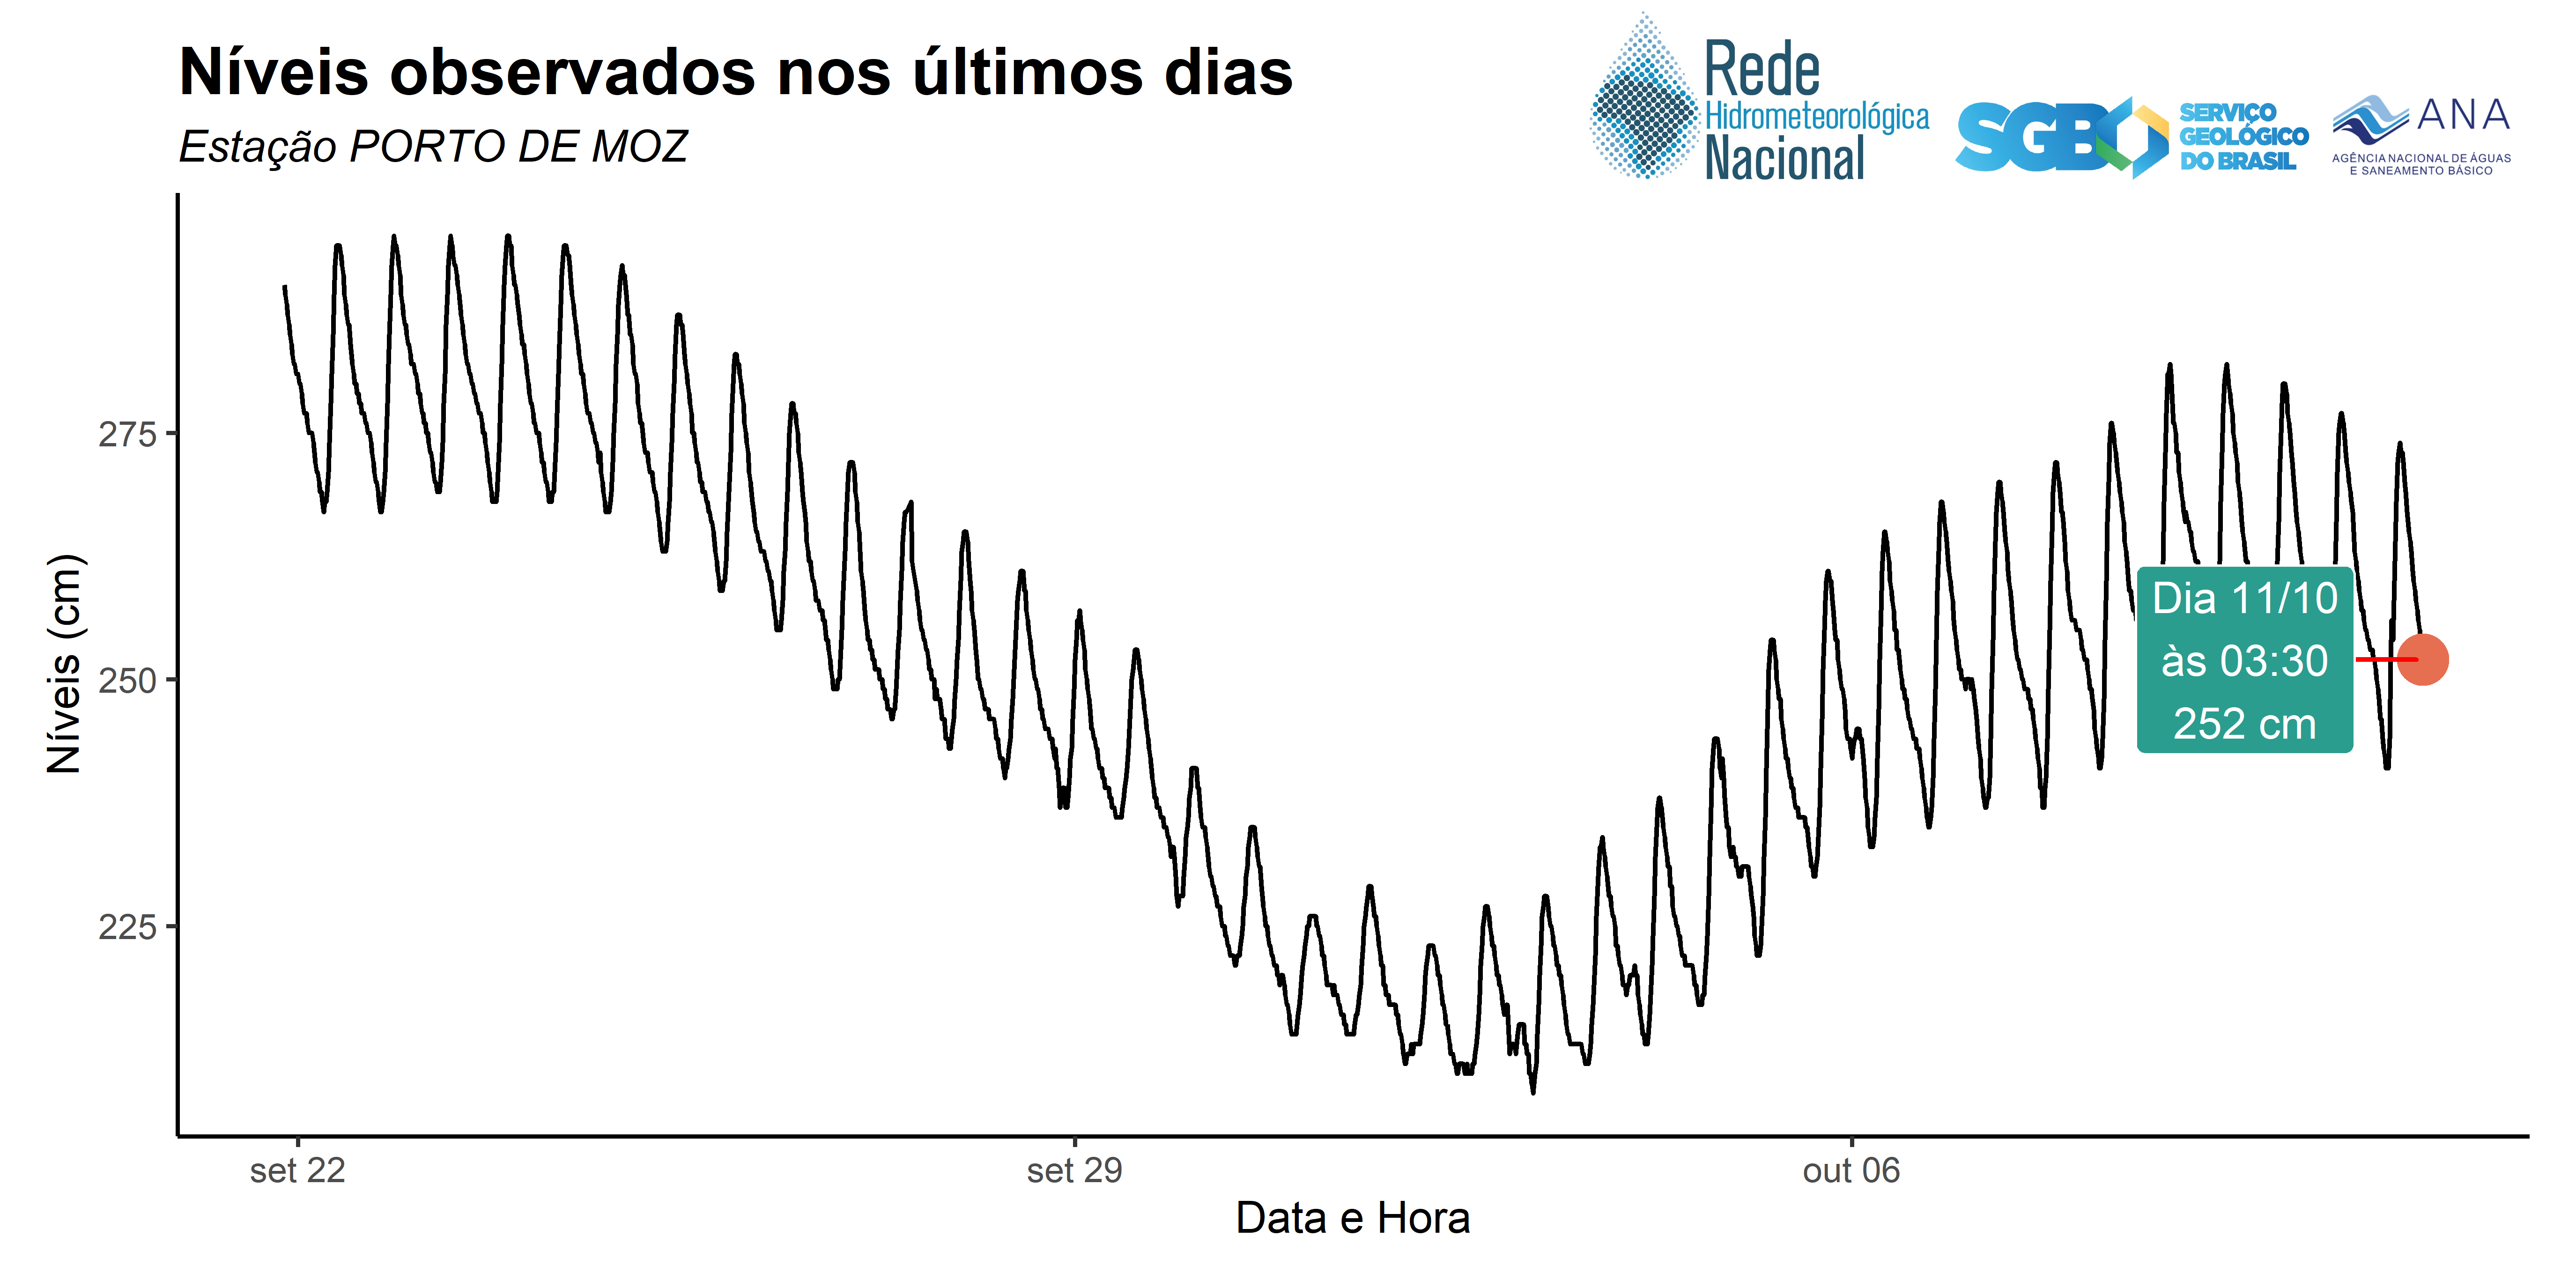 Níveis observados nos últimos dias
Estação PORTO DE MOZ
Rede
Hidrometeorológica
Nacional
SGB
SERVIÇO
GEOLÓGICO
DO BRASIL
ANA
AGÊNCIA NACIONAL DE ÁGUAS
E SANEAMENTO BÁSICO
Níveis (cm)
275
250
225
Dia 11/10
às 03:30
252 cm
set 22
set 29
out 06
Data e Hora